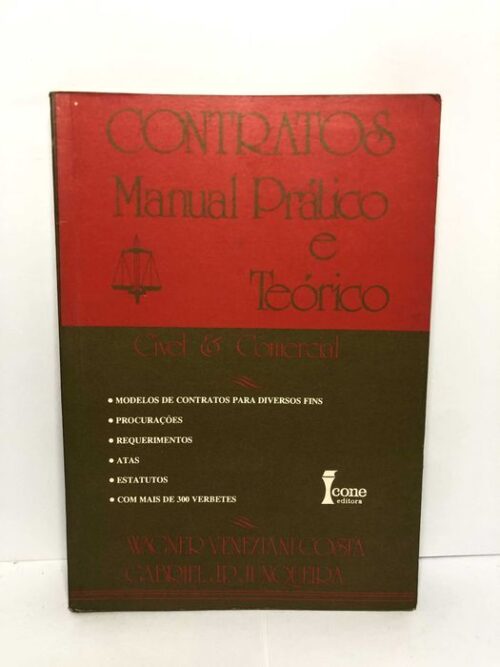 CONTRATOS
Manual Prático
e
Teórico
Cível & Comercial
• MODELOS DE CONTRATOS PARA DIVERSOS FINS
• PROCURAÇÕES
• REQUERIMENTOS
• ATAS
• ESTATUTOS
• COM MAIS DE 300 VERBETES
Ícone
editora
WAGNER VENEZIANI COSTA
GABRIEL J.P. JUNQUEIRA